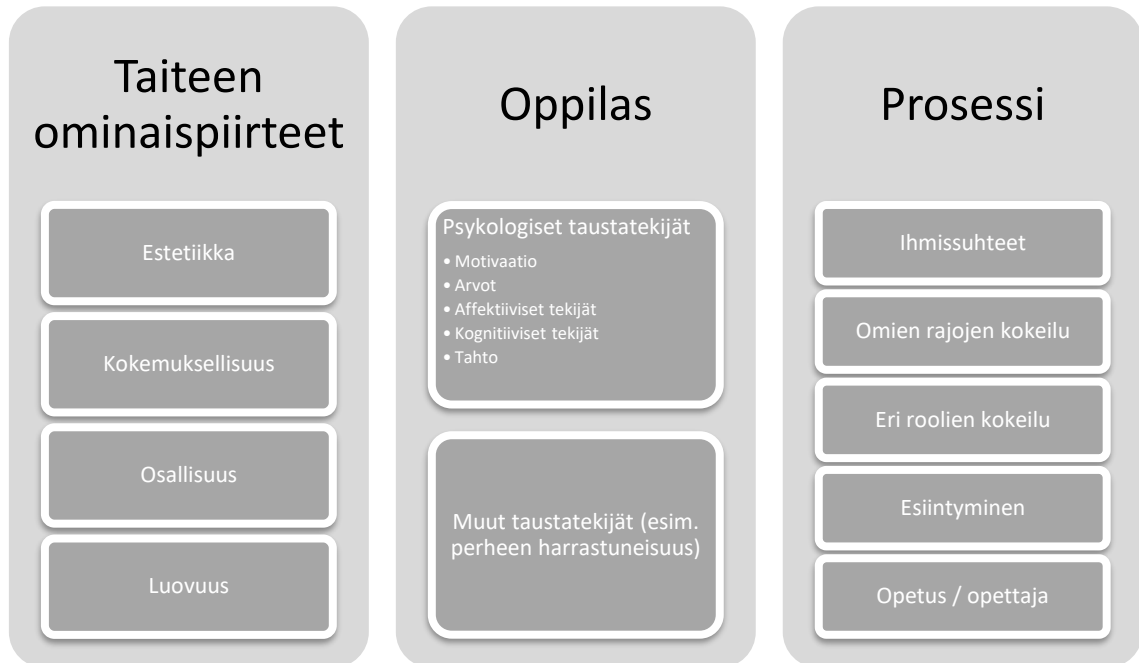 Taiteen
ominaispiirteet
Estetiikka
Kokemuksellisuus
Osallisuus
Luovuus
Oppilas
Psykologiset taustatekijät
• Motivaatio
• Arvot
• Affektiiviset tekijät
• Kognitiiviset tekijät
• Tahto
Muut taustatekijät (esim.
perheen harrastuneisuus)
Prosessi
Ihmissuhteet
Omien rajojen kokeilu
Eri roolien kokeilu
Esiintyminen
Opetus / opettaja